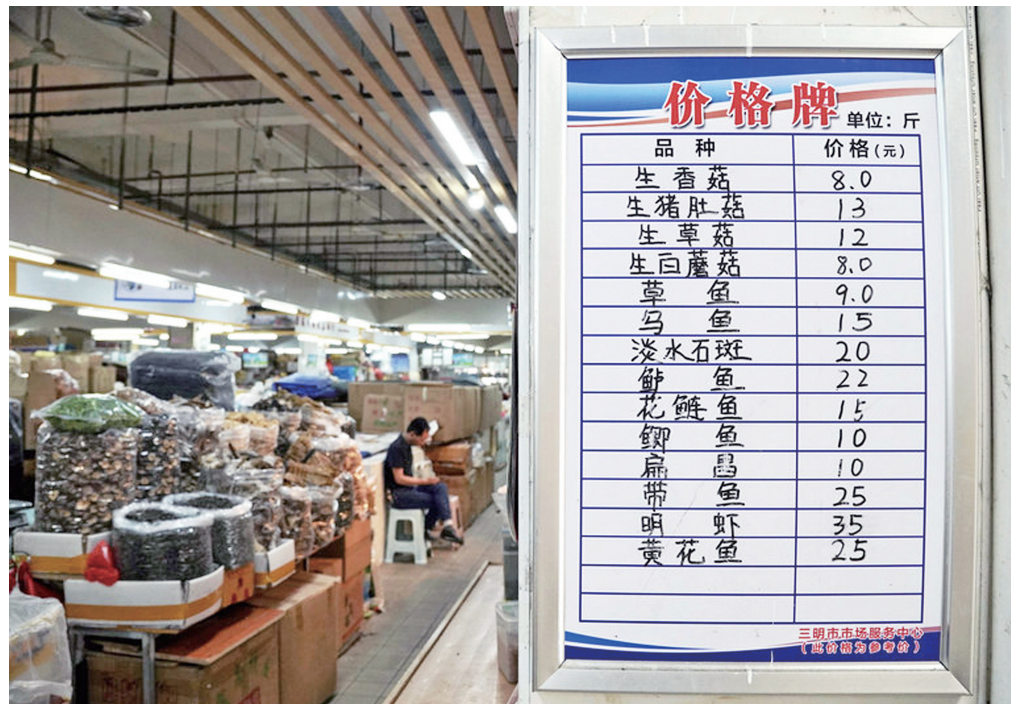 价格牌
单位：斤
品种 价格(元)
生香菇 8.0
生猪肚菇 13
生草菇 12
生白蘑菇 8.0
草鱼 9.0
乌鱼 15
淡水石斑 20
鲈鱼 22
花鲢鱼 15
鲫鱼 10
扁鱼 10
带鱼 25
明虾 35
黄花鱼 25
三明市市场服务中心
(此价格为参考价)